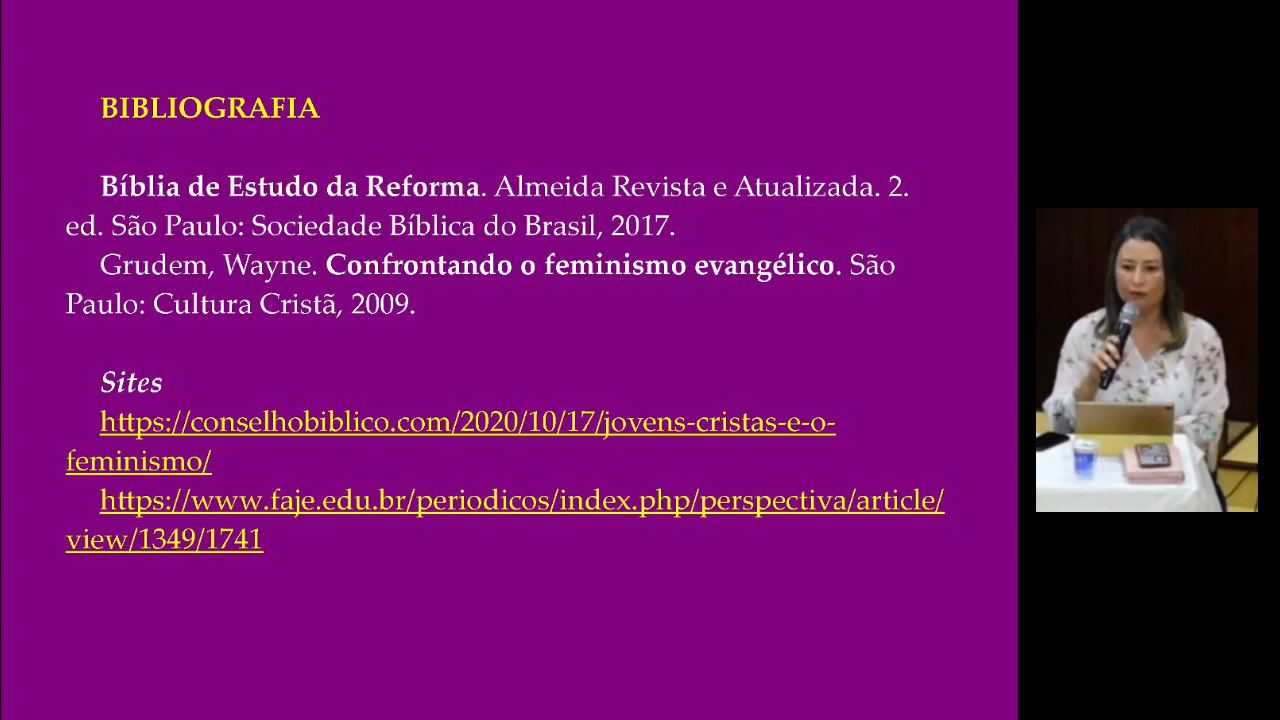 BIBLIOGRAFIA
Bíblia de Estudo da Reforma. Almeida Revista e Atualizada. 2.
ed. São Paulo: Sociedade Bíblica do Brasil, 2017.
Grudem, Wayne. Confrontando o feminismo evangélico. São
Paulo: Cultura Cristã, 2009.
Sites
https://conselhobiblico.com/2020/10/17/jovens-cristas-e-o-
feminismo/
https://www.faje.edu.br/periodicos/index.php/perspectiva/article/
view/1349/1741